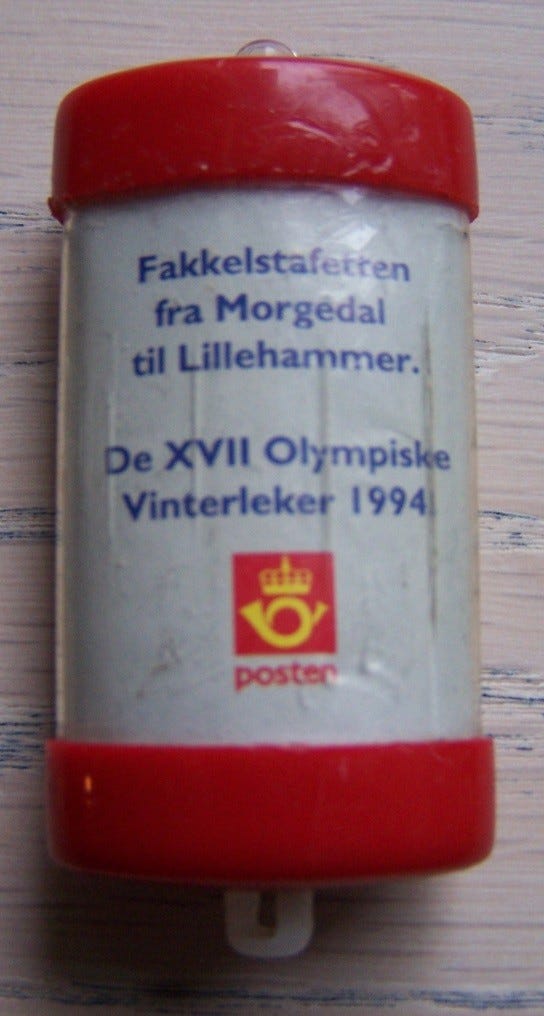 Fakkelstafetten
fra Morgedal
til Lillehammer.
De XVII Olympiske
Vinterleker 1994.
posten